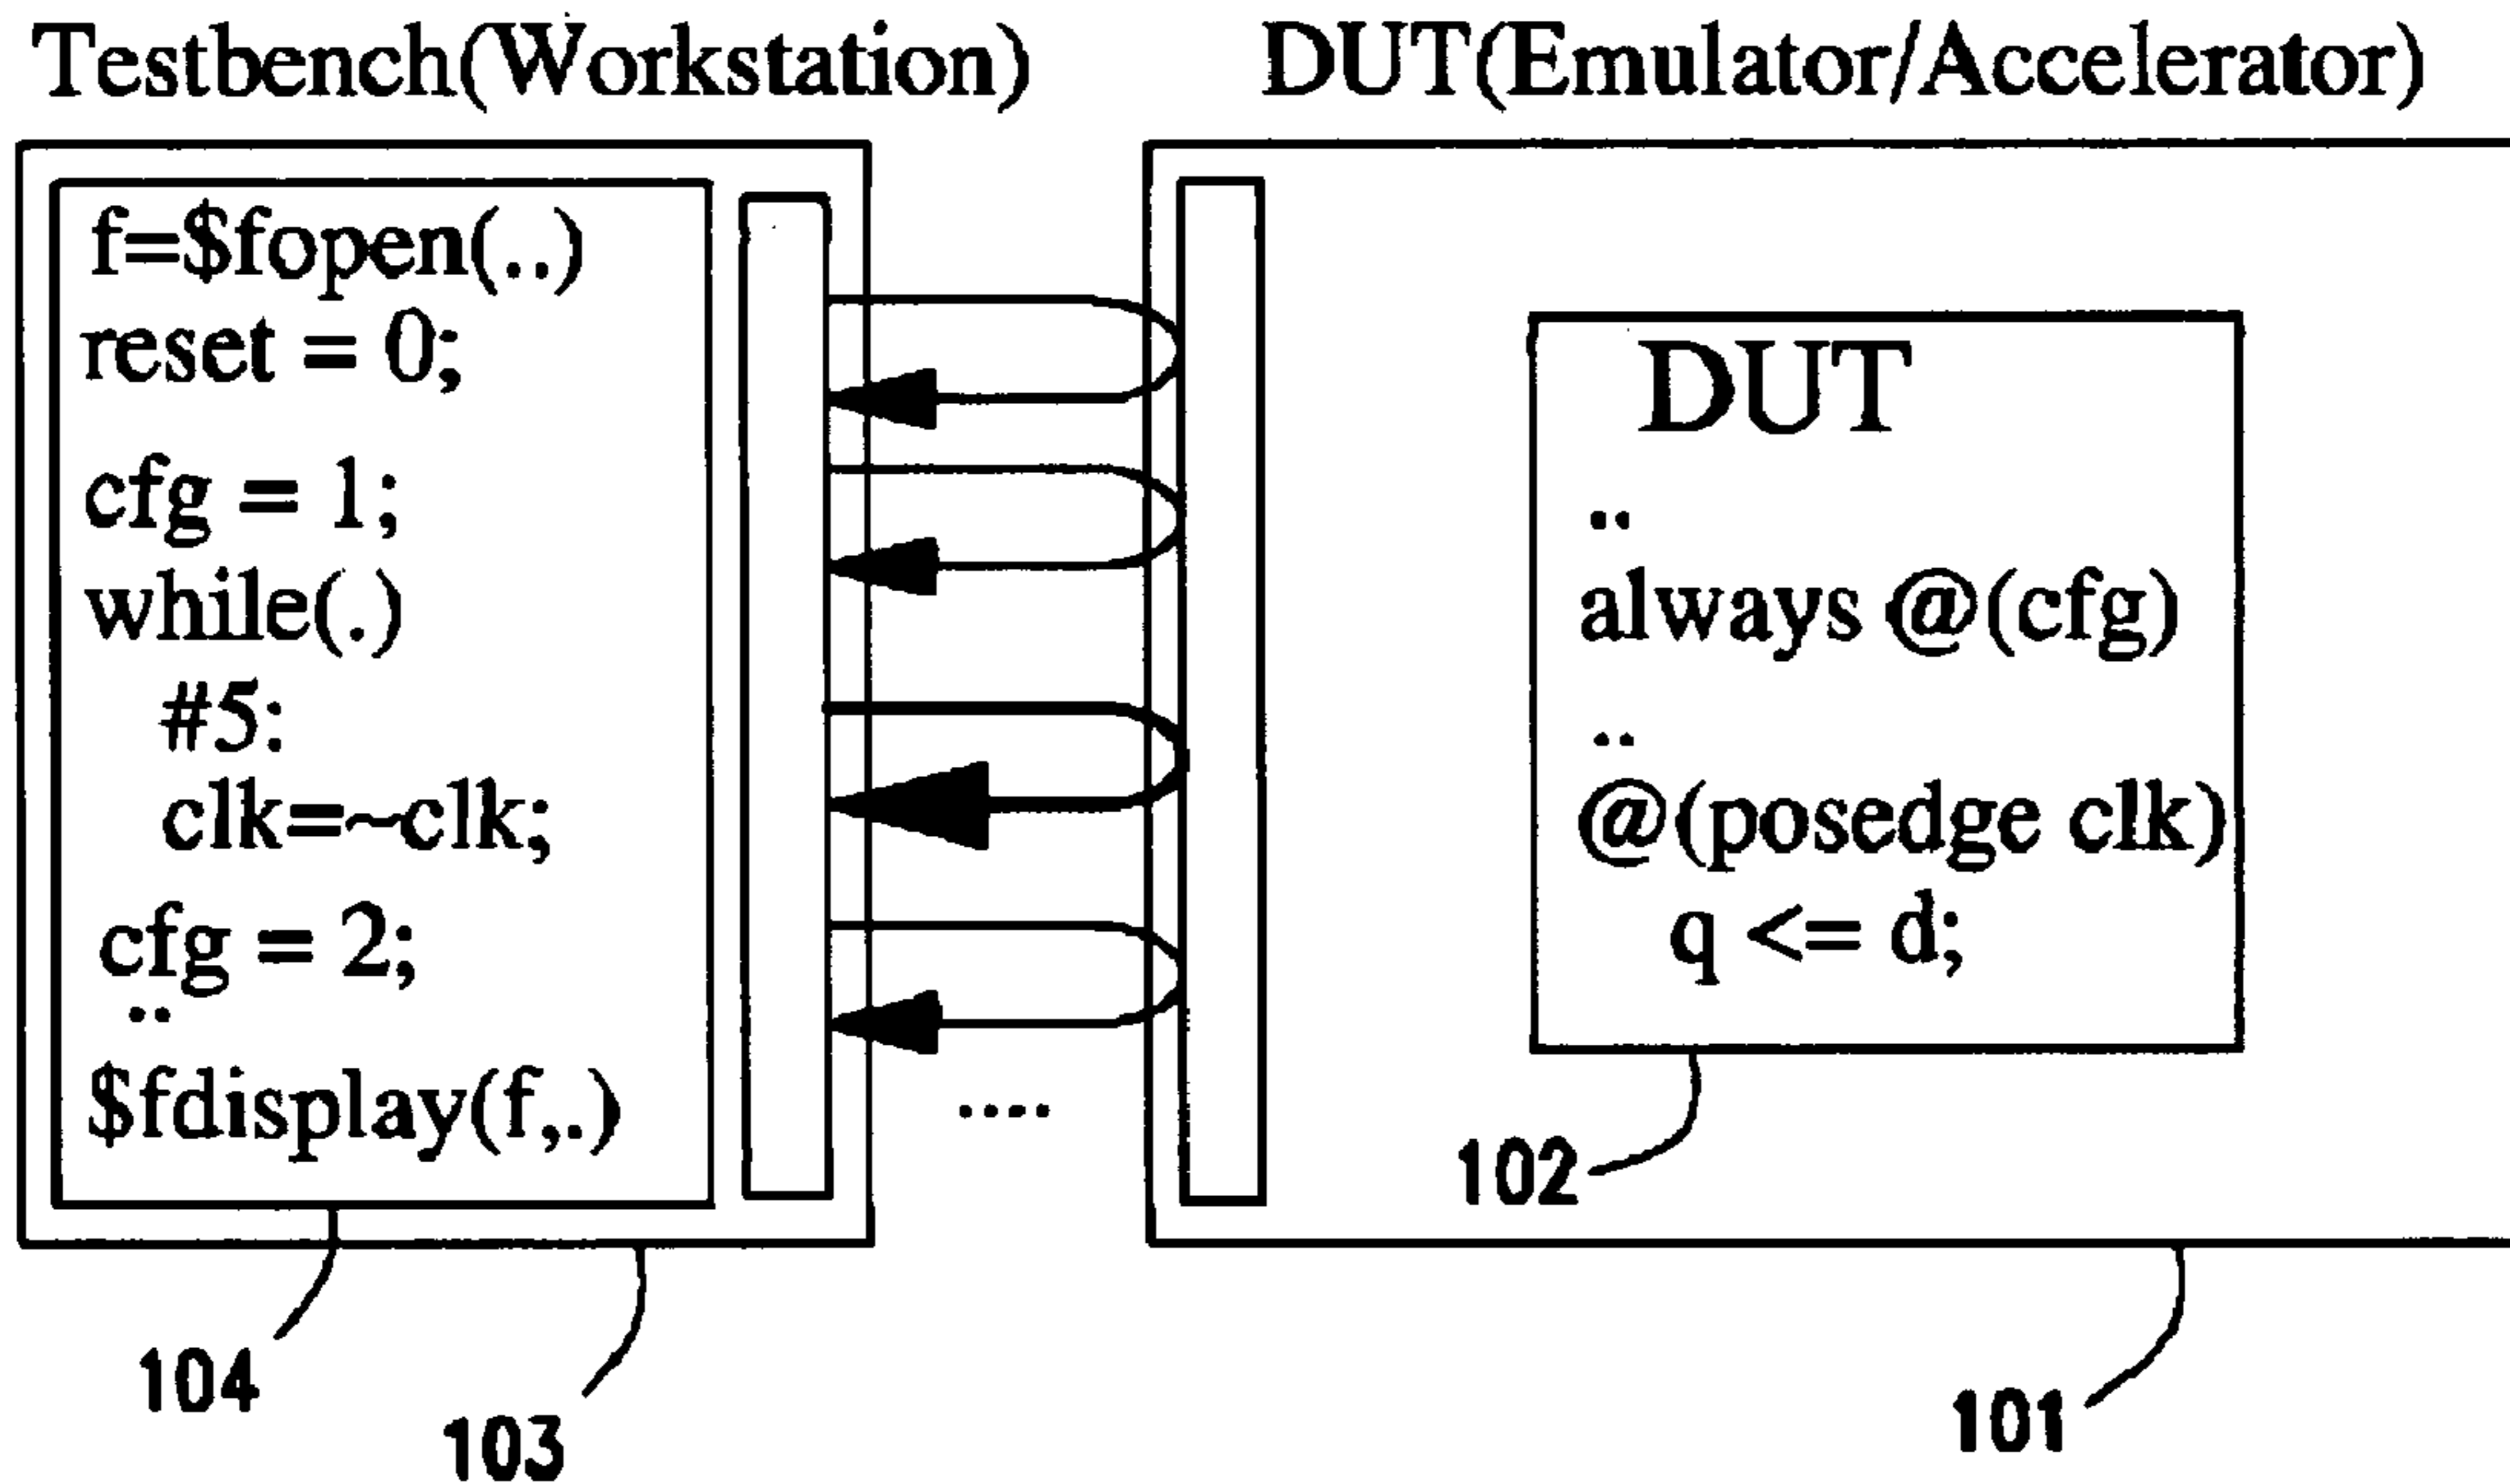 Testbench(Workstation)
DUT(Emulator/Accelerator)
f=$fopen(..)
reset = 0;
cfg = 1;
while(.)
#5:
clk=~clk;
cfg = 2;
..
$fdisplay(f,.)
....
DUT
..
always @(cfg)
..
@(posedge clk)
q <= d;
102
104
103
101